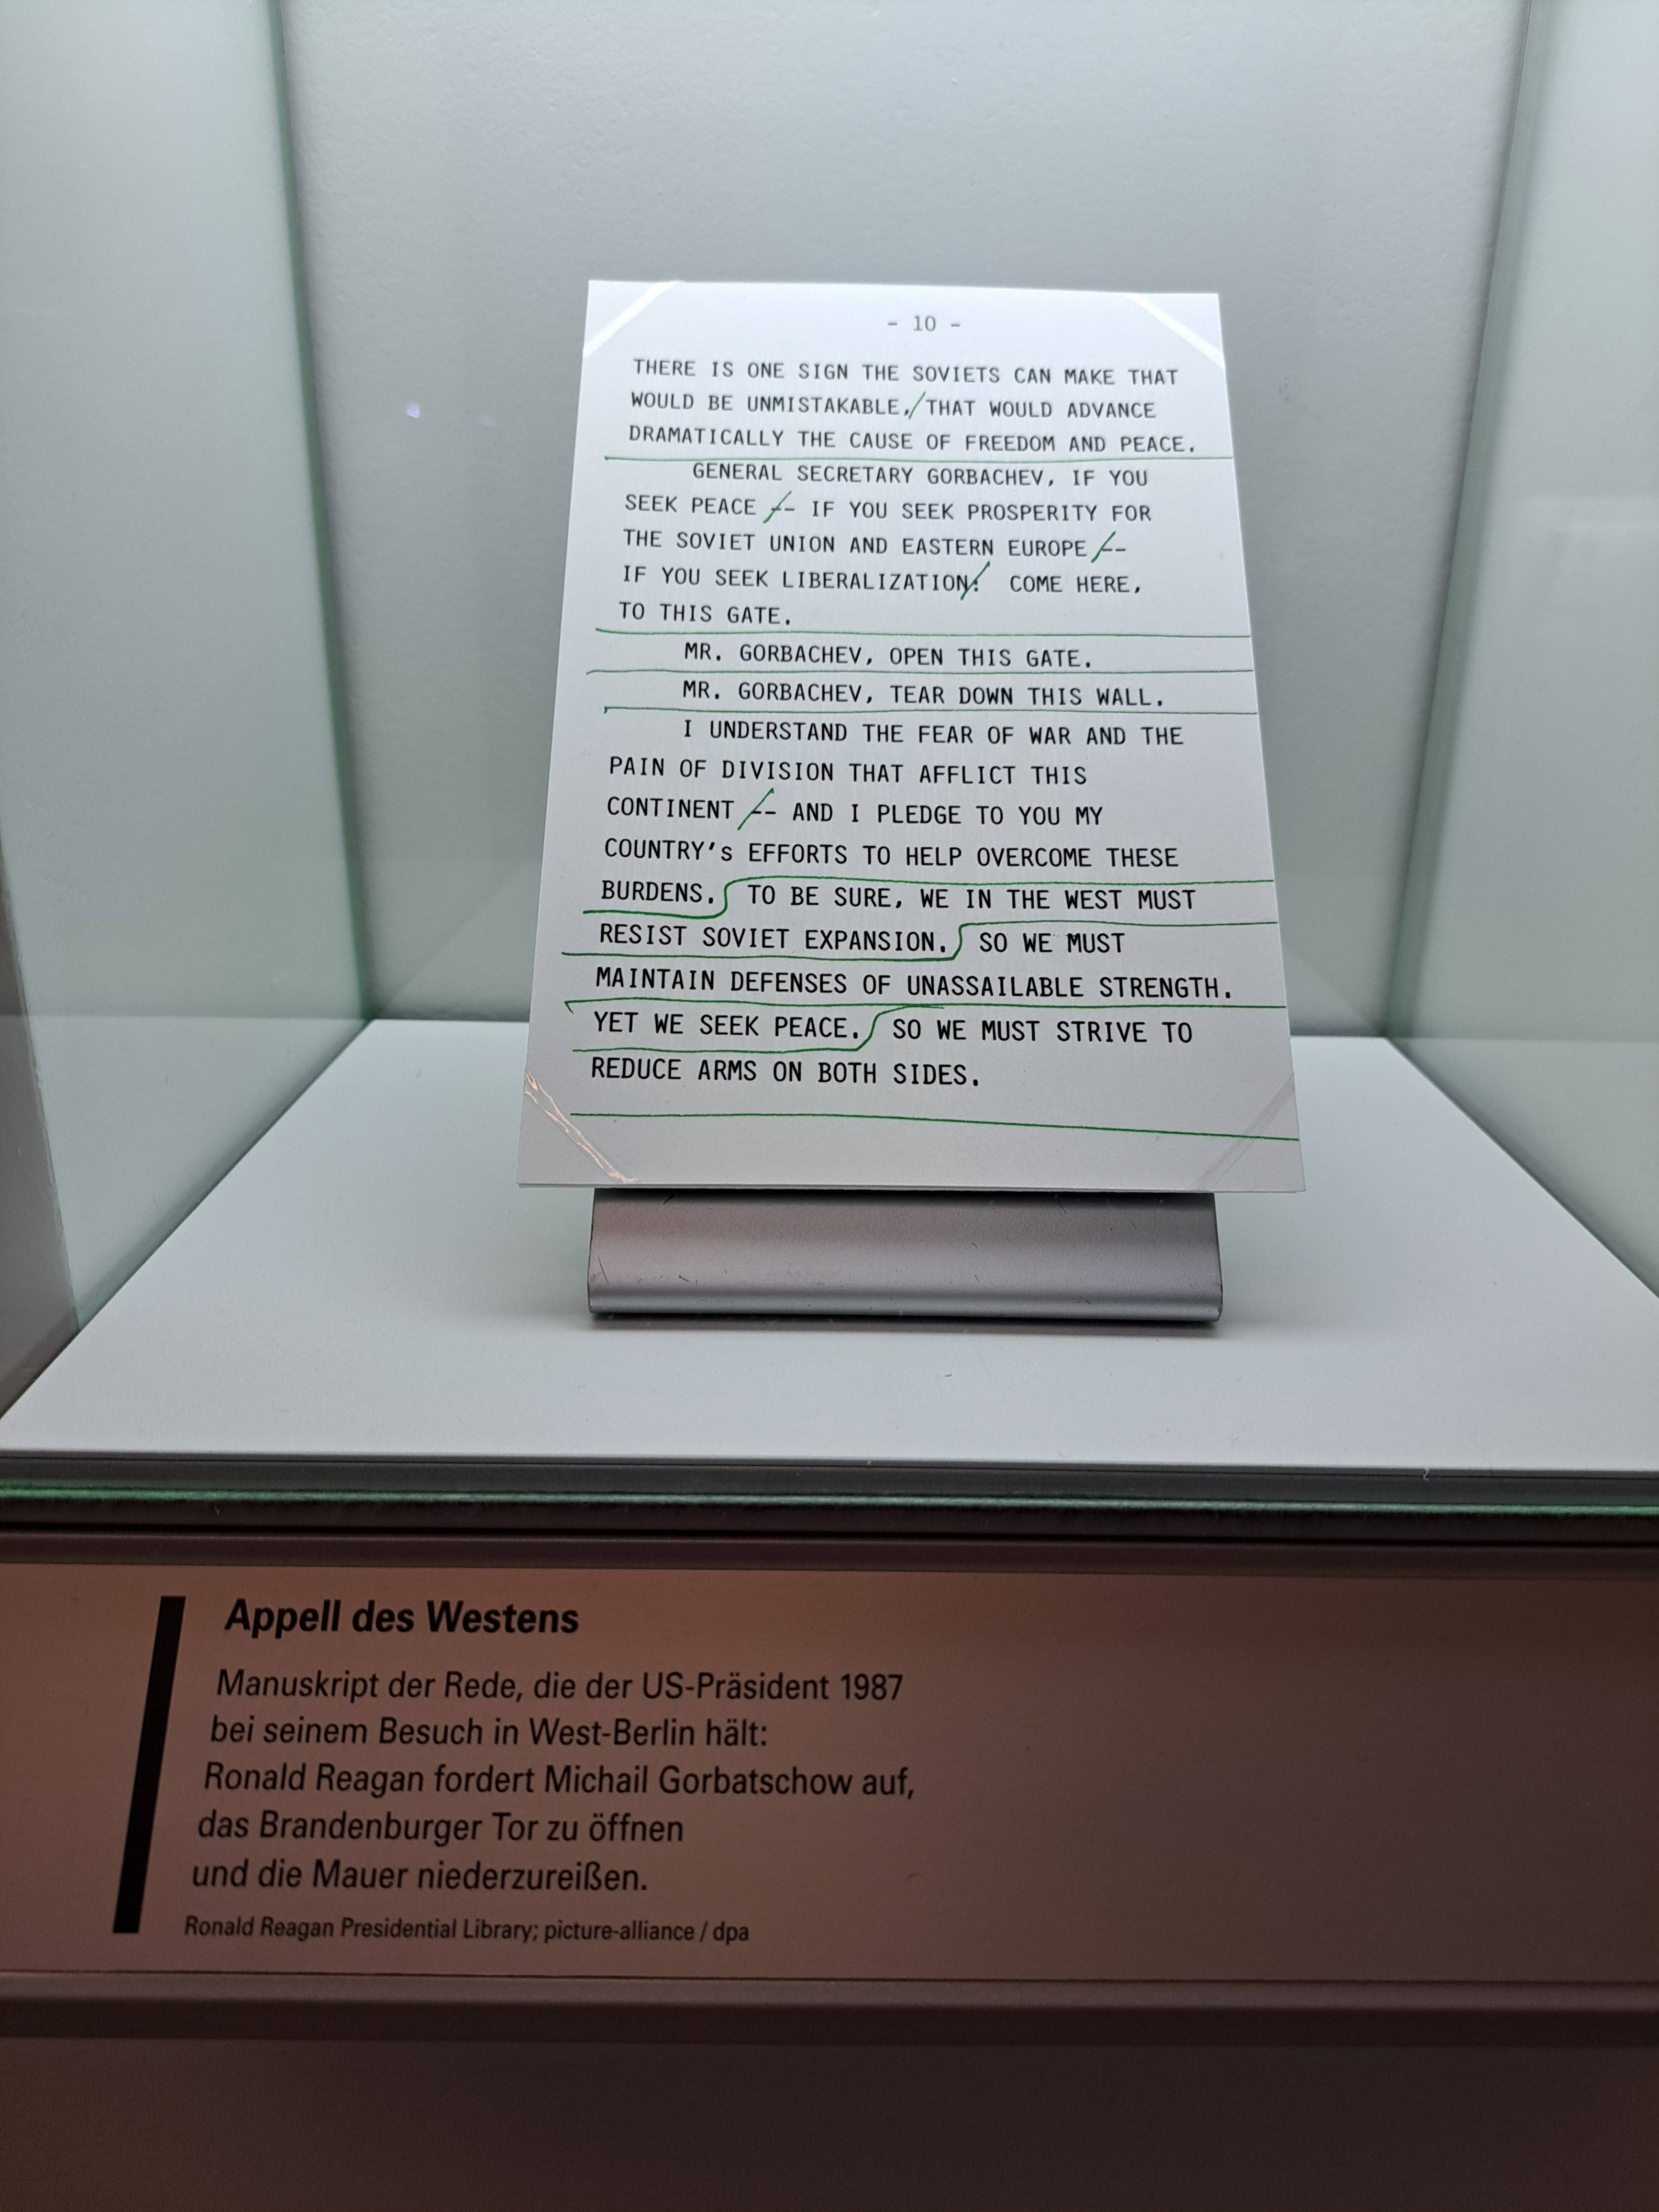 - 10 -
THERE IS ONE SIGN THE SOVIETS CAN MAKE THAT
WOULD BE UNMISTAKABLE, THAT WOULD ADVANCE
DRAMATICALLY THE CAUSE OF FREEDOM AND PEACE.
GENERAL SECRETARY GORBACHEV, IF YOU
SEEK PEACE -- IF YOU SEEK PROSPERITY FOR
THE SOVIET UNION AND EASTERN EUROPE --
IF YOU SEEK LIBERALIZATION: COME HERE,
TO THIS GATE.
MR. GORBACHEV, OPEN THIS GATE.
MR. GORBACHEV, TEAR DOWN THIS WALL.
I UNDERSTAND THE FEAR OF WAR AND THE
PAIN OF DIVISION THAT AFFLICT THIS
CONTINENT -- AND I PLEDGE TO YOU MY
COUNTRY's EFFORTS TO HELP OVERCOME THESE
BURDENS. TO BE SURE, WE IN THE WEST MUST
RESIST SOVIET EXPANSION. SO WE MUST
MAINTAIN DEFENSES OF UNASSAILABLE STRENGTH.
YET WE SEEK PEACE. SO WE MUST STRIVE TO
REDUCE ARMS ON BOTH SIDES.
Appell des Westens
Manuskript der Rede, die der US-Präsident 1987
bei seinem Besuch in West-Berlin hält:
Ronald Reagan fordert Michail Gorbatschow auf,
das Brandenburger Tor zu öffnen
und die Mauer niederzureißen.
Ronald Reagan Presidential Library; picture-alliance / dpa